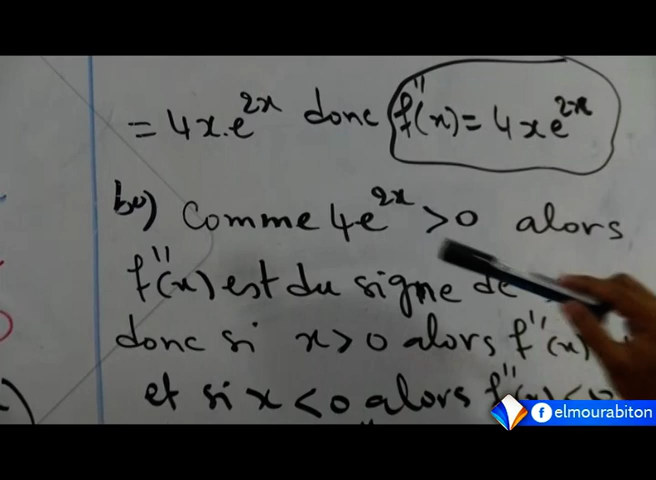 = 4x.e^2x donc f''(x) = 4xe^2x
b•) Comme 4e^2x > 0 alors
f''(x) est du signe de
donc si x > 0 alors f''(x)
et si x < 0 alors f''(x) < 0
elmourabiton